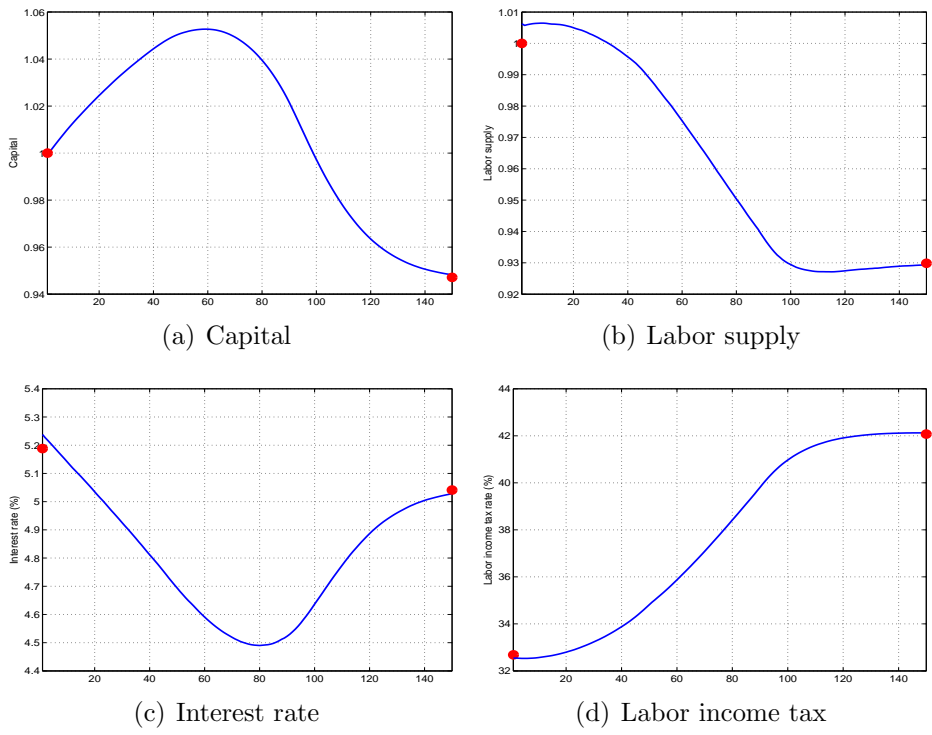 1.06
1.04
1.02
1
0.98
0.96
0.94
Capital
20 40 60 80 100 120 140
(a) Capital
1.01
1
0.99
0.98
0.97
0.96
0.95
0.94
0.93
0.92
Labor supply
20 40 60 80 100 120 140
(b) Labor supply
5.4
5.3
5.2
5.1
5
4.9
4.8
4.7
4.6
4.5
4.4
Interest rate (%)
20 40 60 80 100 120 140
(c) Interest rate
44
42
40
38
36
34
32
Labor income tax rate (%)
20 40 60 80 100 120 140
(d) Labor income tax